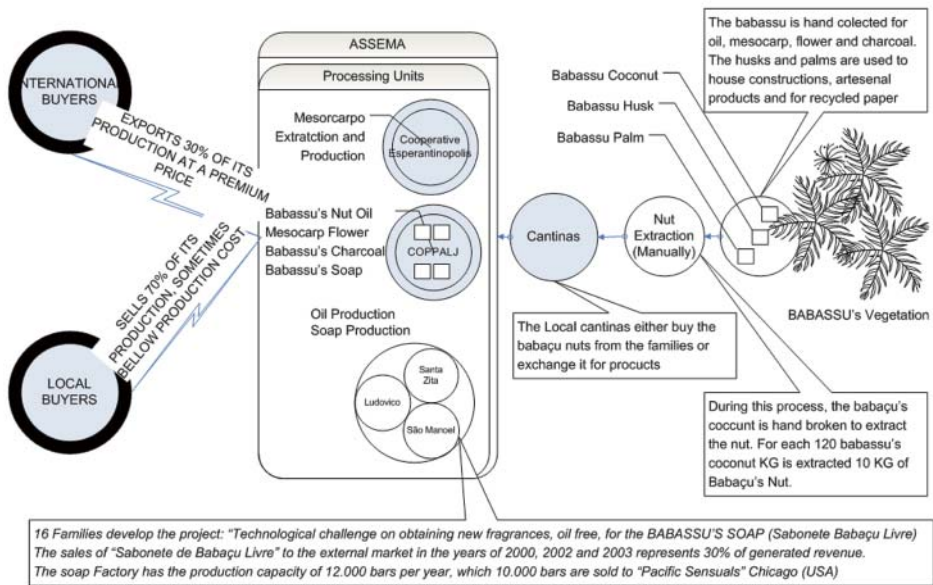 The babassu is hand colected for
oil, mesocarp, flower and charcoal.
The husks and palms are used to
house constructions, artesenal
products and for recycled paper
ASSEMA
Processing Units
INTERNATIONAL
BUYERS
EXPORTS 30% OF ITS
PRODUCTION AT A PREMIUM
PRICE
Mesorcarpo
Extratction and
Production
Cooperative
Esperantinopolis
Babassu Coconut
Babassu Husk
Babassu Palm
Babassu's Nut Oil
Mesocarp Flower
Babassu's Charcoal
Babassu's Soap
COPPALJ
Cantinas
Nut
Extraction
(Manually)
BABASSU's Vegetation
SELLS 70% OF ITS
PRODUCTION, SOMETIMES
BELLOW PRODUCTION COST
LOCAL
BUYERS
Oil Production
Soap Production
Santa
Zita
Ludovico
São Manoel
The Local cantinas either buy the
babaçu nuts from the families or
exchange it for procucts
During this process, the babaçu's
coccunt is hand broken to extract
the nut. For each 120 babassu's
coconut KG is extracted 10 KG of
Babaçu's Nut.
16 Families develop the project: "Technological challenge on obtaining new fragrances, oil free, for the BABASSU'S SOAP (Sabonete Babaçu Livre)
The sales of "Sabonete de Babaçu Livre" to the external market in the years of 2000, 2002 and 2003 represents 30% of generated revenue.
The soap Factory has the production capacity of 12.000 bars per year, which 10.000 bars are sold to "Pacific Sensuals" Chicago (USA)